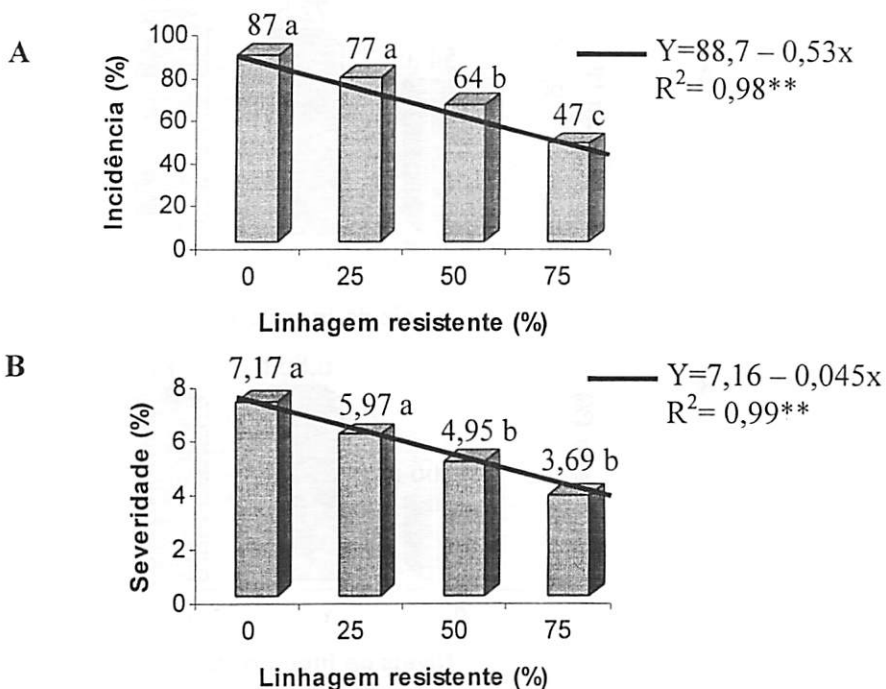 A
Incidência (%)
100
80
60
40
20
0
87 a
77 a
64 b
47 c
Y=88,7 – 0,53x
R²= 0,98**
0 25 50 75
Linhagem resistente (%)
B
Severidade (%)
8
6
4
2
0
7,17 a
5,97 a
4,95 b
3,69 b
Y=7,16 – 0,045x
R²= 0,99**
0 25 50 75
Linhagem resistente (%)